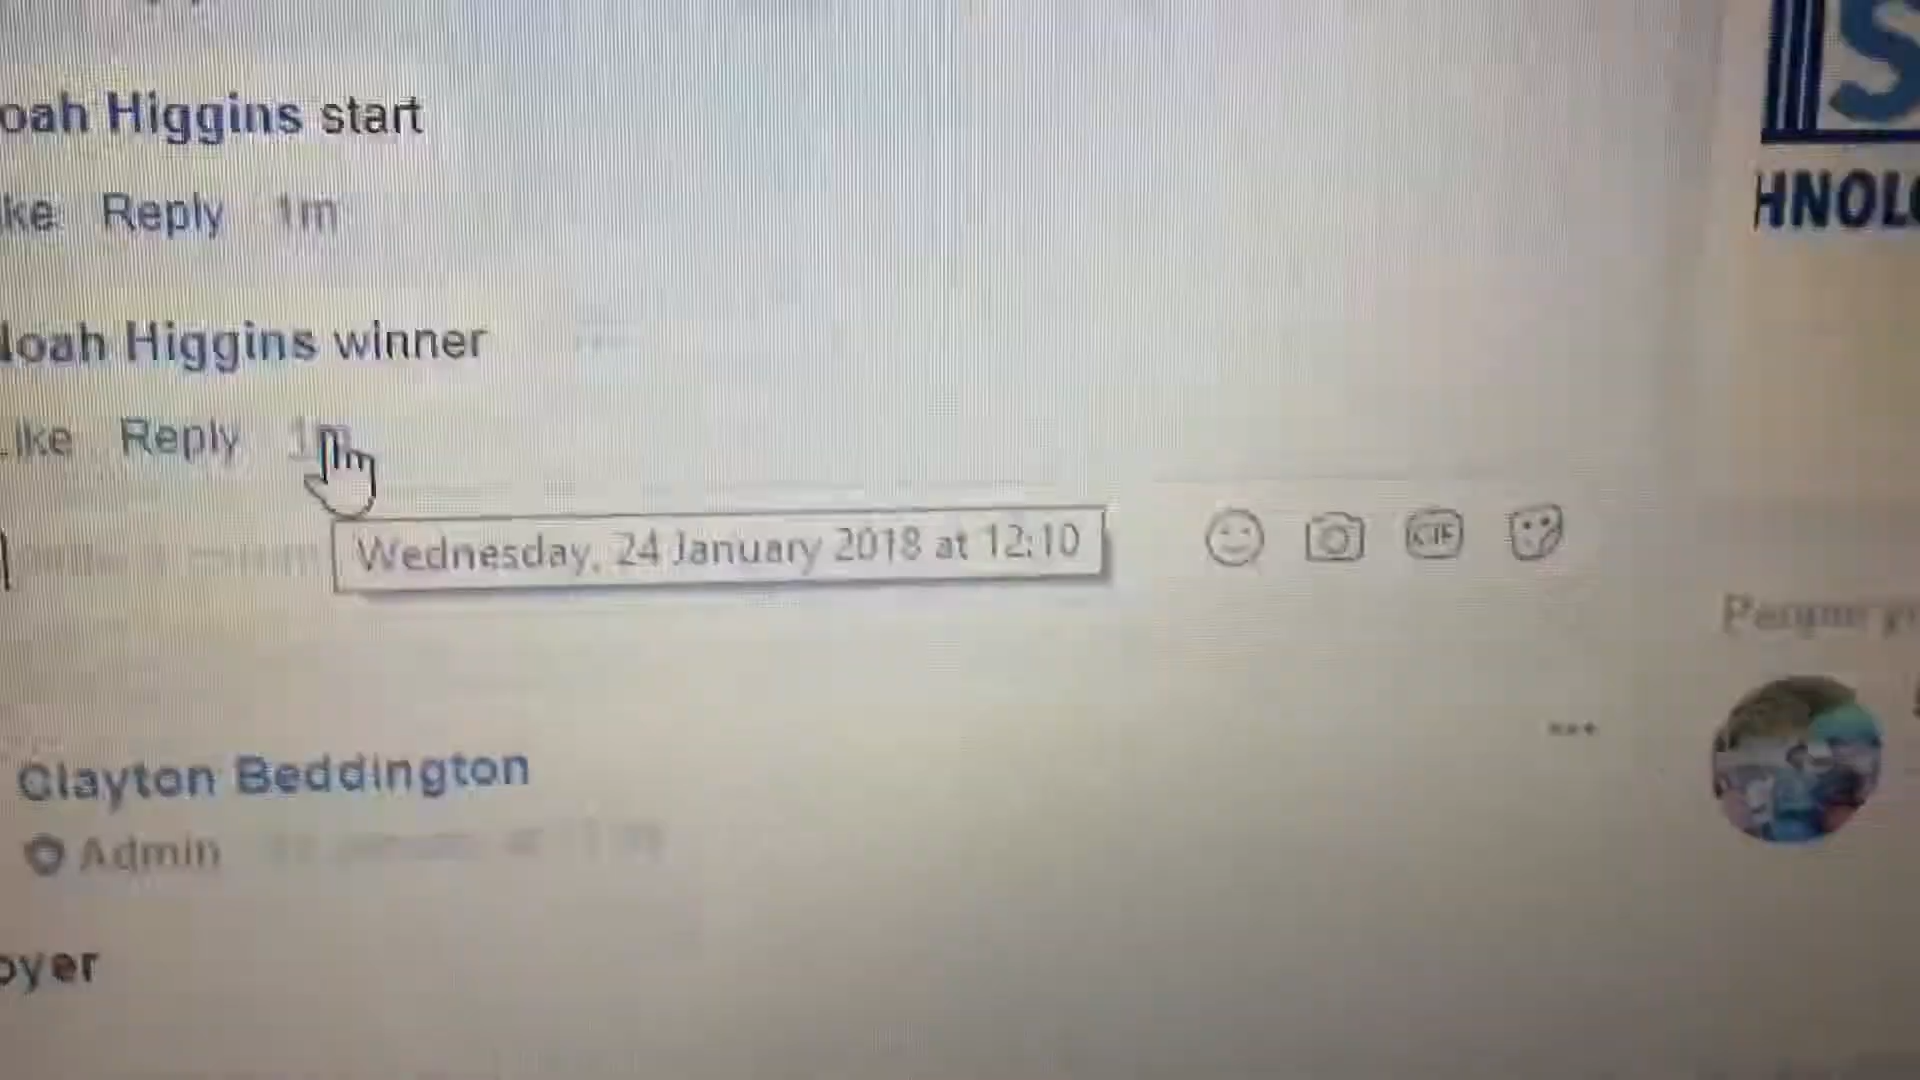 oah Higgins start
ke Reply 1m
loah Higgins winner
Like Reply 1m
Wednesday, 24 January 2018 at 12:10
GIF
Clayton Beddington
Admin
oyer
S
HNOLO